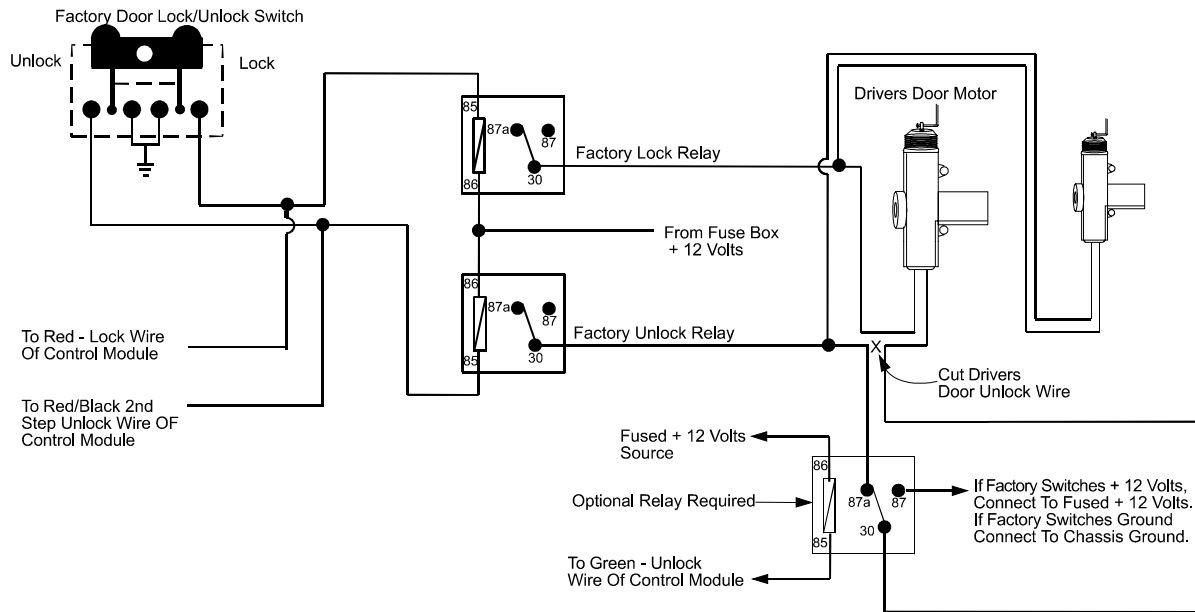 Factory Door Lock/Unlock Switch
Unlock
Lock
85
87a
87
30
86
Factory Lock Relay
Drivers Door Motor
From Fuse Box
+ 12 Volts
86
87a
87
30
85
Factory Unlock Relay
To Red - Lock Wire
Of Control Module
To Red/Black 2nd
Step Unlock Wire OF
Control Module
X
Cut Drivers
Door Unlock Wire
Fused + 12 Volts
Source
Optional Relay Required
86
87a
87
30
85
If Factory Switches + 12 Volts,
Connect To Fused + 12 Volts.
If Factory Switches Ground
Connect To Chassis Ground.
To Green - Unlock
Wire Of Control Module